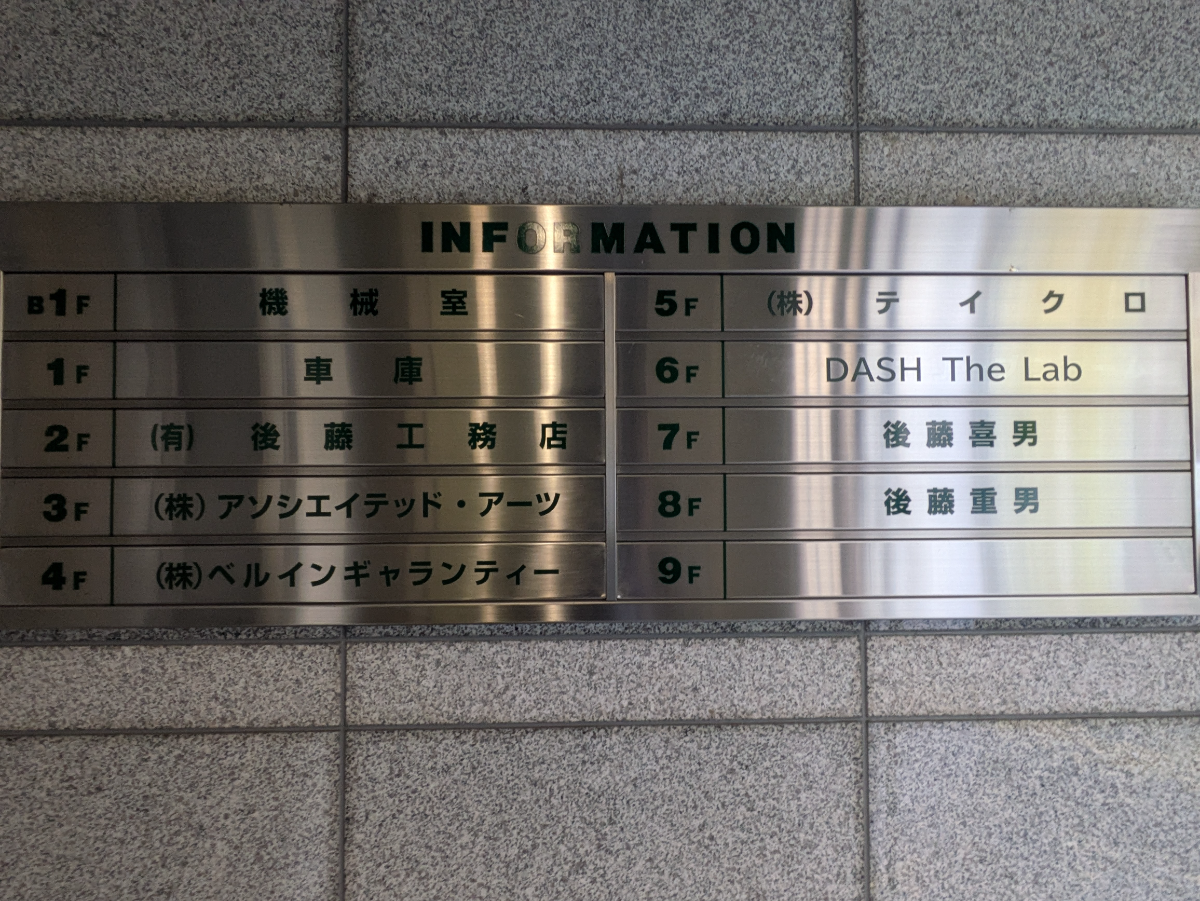 INFORMATION
B1F 機械室
1F 車庫
2F (有) 後藤工務店
3F (株) アソシエイテッド・アーツ
4F (株) ベルインギャランティー
5F (株) テイクロ
6F DASH The Lab
7F 後藤喜男
8F 後藤重男
9F